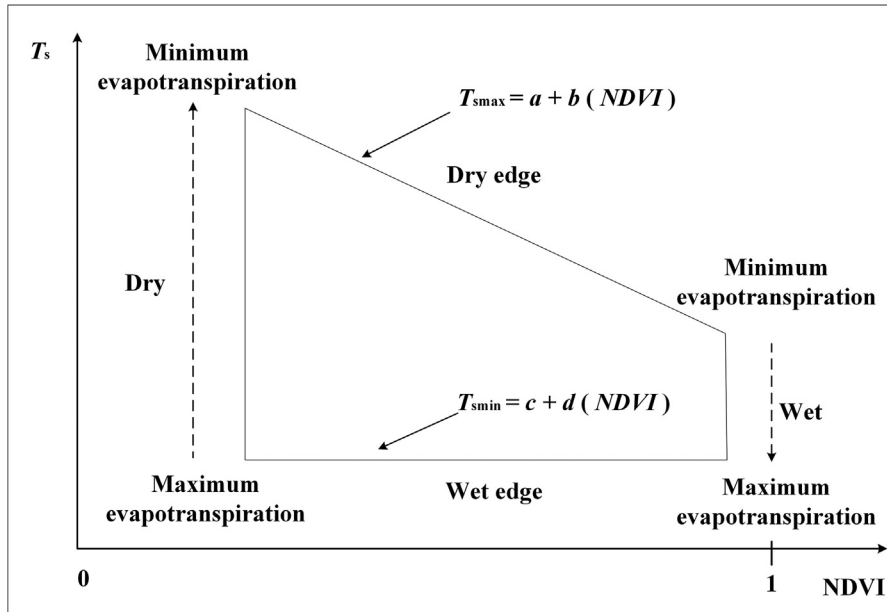 Ts
Minimum
evapotranspiration
Tsmax = a + b ( NDVI )
Dry edge
Dry
Minimum
evapotranspiration
Tsmin = c + d ( NDVI )
Wet
Maximum
evapotranspiration
Wet edge
Maximum
evapotranspiration
0
1
NDVI